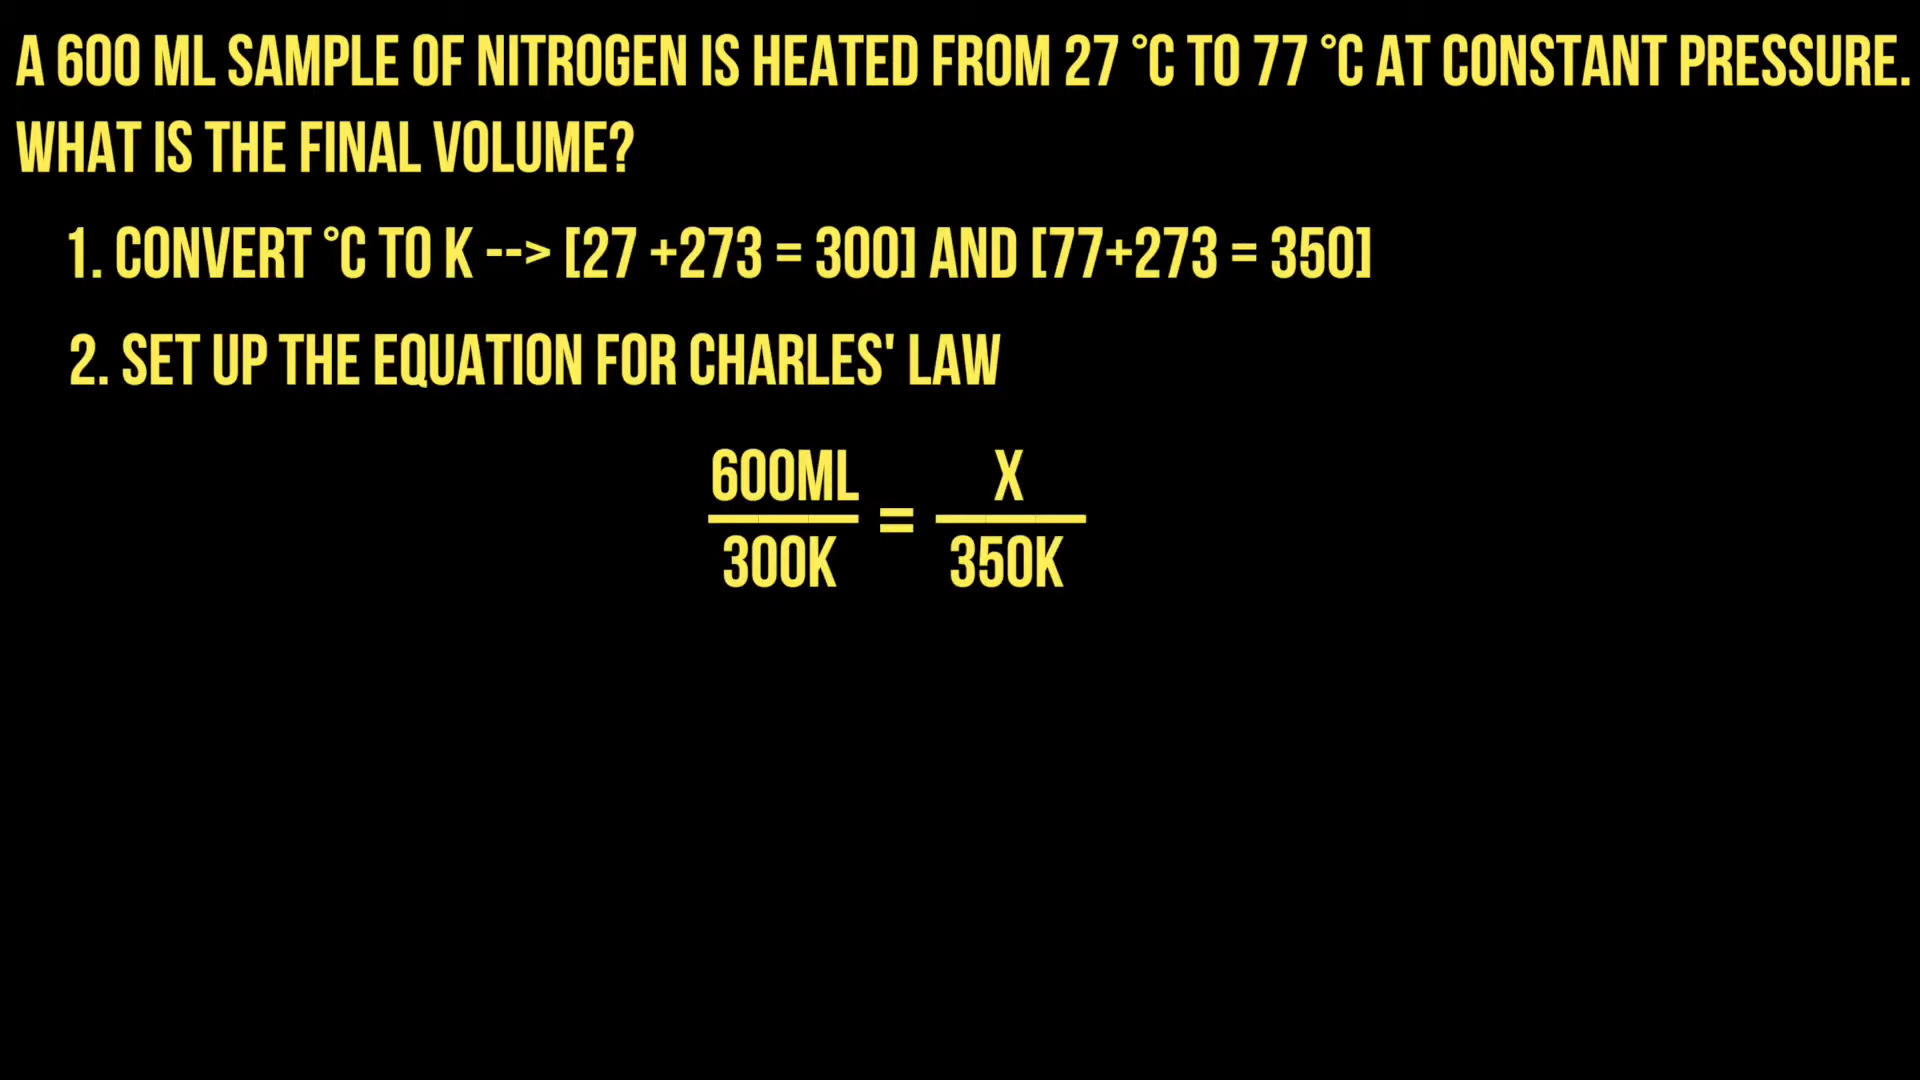 A 600 ML SAMPLE OF NITROGEN IS HEATED FROM 27 °C TO 77 °C AT CONSTANT PRESSURE.
WHAT IS THE FINAL VOLUME?
1. CONVERT °C TO K --> [27 +273 = 300] AND [77+273 = 350]
2. SET UP THE EQUATION FOR CHARLES' LAW
600ML = X
300K 350K